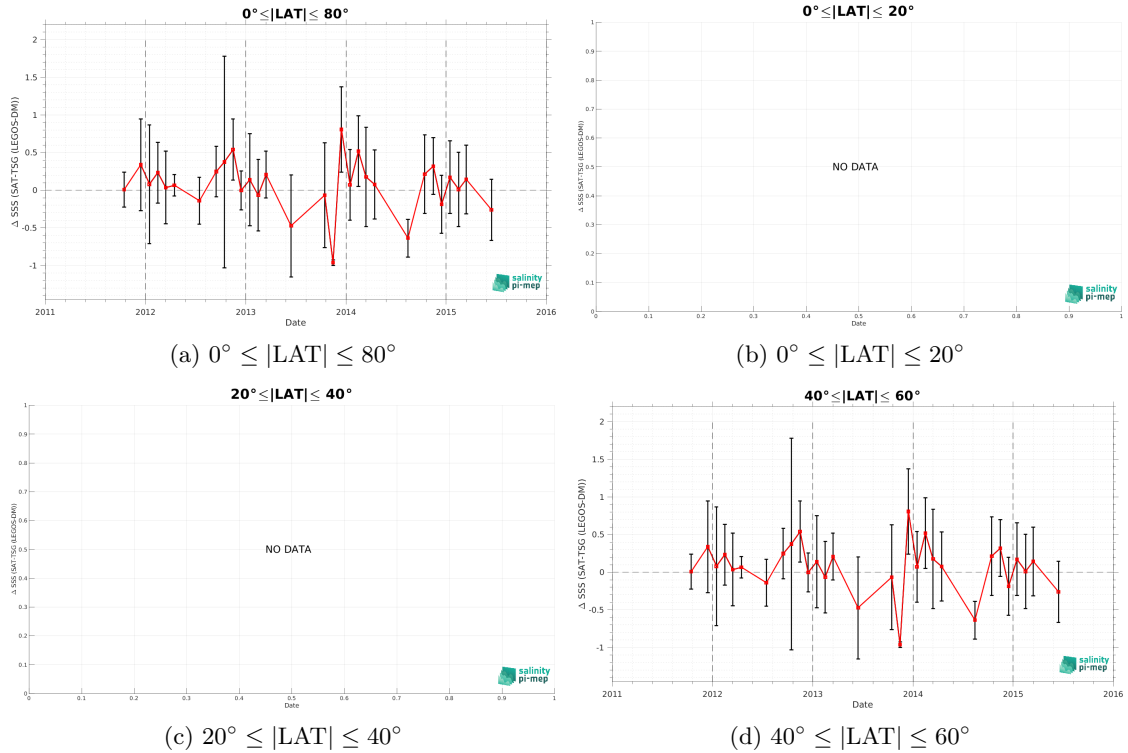 0°≤|LAT|≤ 80°
Δ SSS (SAT-TSG (LEGOS-DM))
2
1.5
1
0.5
0
-0.5
-1
2011
2012
2013
2014
2015
2016
Date
salinity
pi-mep
(a) 0° ≤ |LAT| ≤ 80°
0°≤|LAT|≤ 20°
Δ SSS (SAT-TSG (LEGOS-DM))
1
0.9
0.8
0.7
0.6
0.5
0.4
0.3
0.2
0.1
0
NO DATA
0
0.1
0.2
0.3
0.4
0.5
0.6
0.7
0.8
0.9
1
Date
salinity
pi-mep
(b) 0° ≤ |LAT| ≤ 20°
20°≤|LAT|≤ 40°
Δ SSS (SAT-TSG (LEGOS-DM))
1
0.9
0.8
0.7
0.6
0.5
0.4
0.3
0.2
0.1
0
NO DATA
0
0.1
0.2
0.3
0.4
0.5
0.6
0.7
0.8
0.9
1
Date
salinity
pi-mep
(c) 20° ≤ |LAT| ≤ 40°
40°≤|LAT|≤ 60°
Δ SSS (SAT-TSG (LEGOS-DM))
2
1.5
1
0.5
0
-0.5
-1
2011
2012
2013
2014
2015
2016
Date
salinity
pi-mep
(d) 40° ≤ |LAT| ≤ 60°